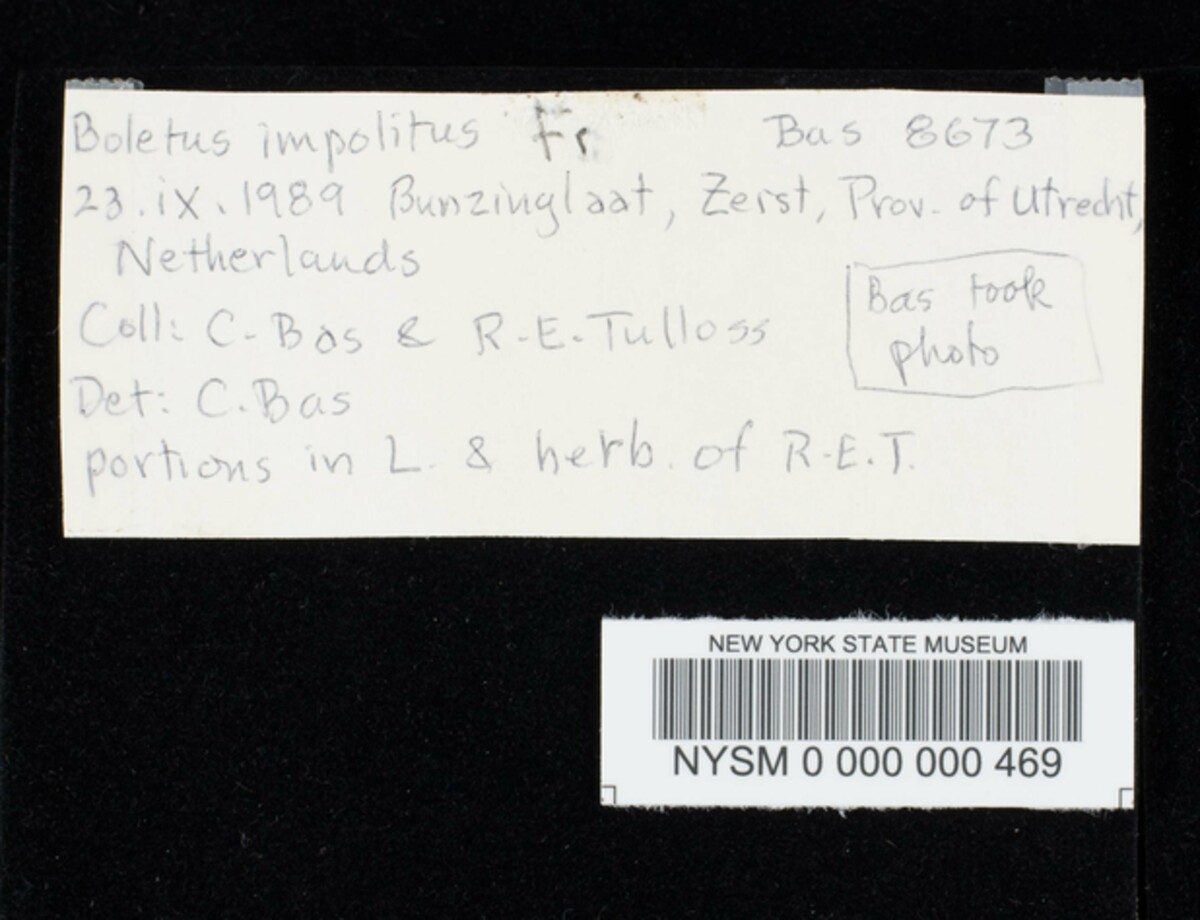 Boletus impolitus Fr. Bas 8673
23.ix.1989 Bunzinglaat, Zerst, Prov. of Utrecht,
Netherlands
Bas took
photo
Coll: C. Bas & R.E. Tulloss
Det: C. Bas
portions in L. & herb. of R.E.T.
NEW YORK STATE MUSEUM
NYSM 0 000 000 469